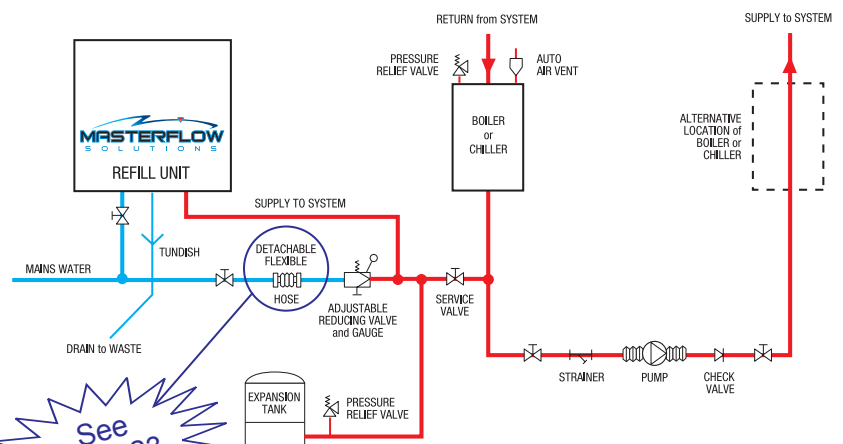 RETURN from SYSTEM
SUPPLY to SYSTEM
PRESSURE
RELIEF VALVE
AUTO
AIR VENT
BOILER
or
CHILLER
ALTERNATIVE
LOCATION of
BOILER or
CHILLER
MASTERFLOW
SOLUTIONS
REFILL UNIT
SUPPLY TO SYSTEM
TUNDISH
MAINS WATER
DETACHABLE
FLEXIBLE
HOSE
ADJUSTABLE
REDUCING VALVE
and GAUGE
SERVICE
VALVE
DRAIN to WASTE
STRAINER
PUMP
CHECK
VALVE
EXPANSION
TANK
PRESSURE
RELIEF VALVE
See